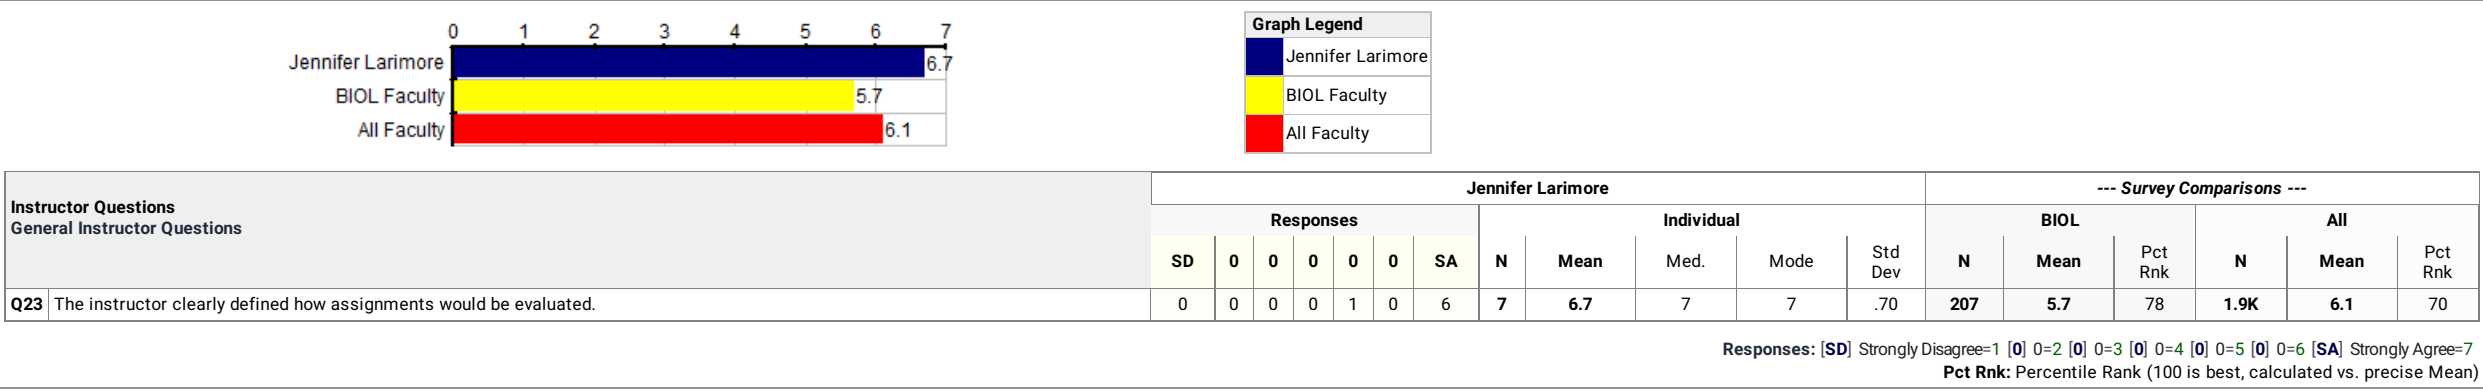 0 1 2 3 4 5 6 7
Jennifer Larimore 6.7
BIOL Faculty 5.7
All Faculty 6.1
Graph Legend
Jennifer Larimore
BIOL Faculty
All Faculty
Instructor Questions
General Instructor Questions
Jennifer Larimore --- Survey Comparisons ---
Responses Individual BIOL All
SD 0 0 0 0 0 SA N Mean Med. Mode Std Dev N Mean Pct Rnk N Mean Pct Rnk
Q23 The instructor clearly defined how assignments would be evaluated. 0 0 0 0 1 0 6 7 6.7 7 7 .70 207 5.7 78 1.9K 6.1 70
Responses: [SD] Strongly Disagree=1 [0] 0=2 [0] 0=3 [0] 0=4 [0] 0=5 [0] 0=6 [SA] Strongly Agree=7
Pct Rnk: Percentile Rank (100 is best, calculated vs. precise Mean)